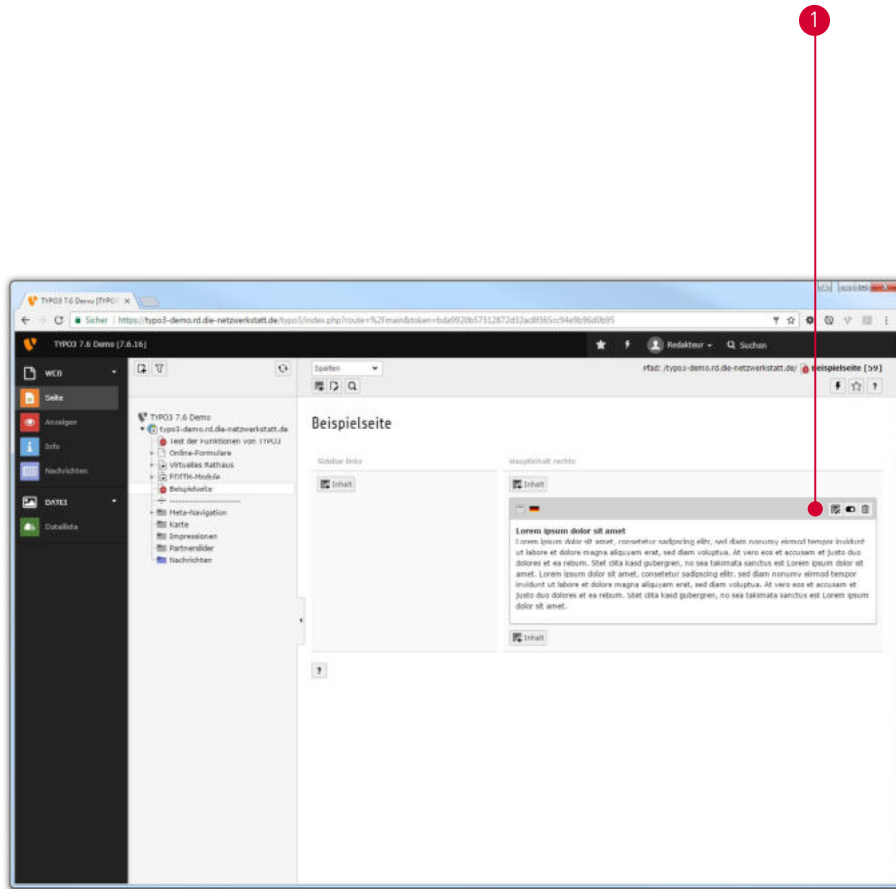 1
TYPO3 7.6 Demo [TYPO3
Sicher
https://typo3-demo.rd.die-netzwerkstatt.de/typo3/index.php?route=%2Fmain&token=
TYPO3 7.6 Demo [7.6.16]
Redakteur
Suchen
WEB
Seite
Anzeigen
Info
Nachrichten
DATEI
Dateiliste
TYPO3 7.6 Demo
typo3-demo.rd.die-netzwerkstatt.de
Test der Funktionen von TYPO3
Online-Formulare
Virtuelles Rathaus
EDITH-Module
Beispielseite
------------------------
Meta-Navigation
Karte
Impressionen
Partnerslider
Nachrichten
Spalten
Pfad: /typo3-demo.rd.die-netzwerkstatt.de/ Beispielseite [59]
?
Beispielseite
Sidebar links
Inhalt
Hauptinhalt rechts
Inhalt
Lorem ipsum dolor sit amet
Lorem ipsum dolor sit amet, consetetur sadipscing elitr, sed diam nonumy eirmod tempor invidunt
ut labore et dolore magna aliquyam erat, sed diam voluptua. At vero eos et accusam et justo duo
dolores et ea rebum. Stet clita kasd gubergren, no sea takimata sanctus est Lorem ipsum dolor sit
amet. Lorem ipsum dolor sit amet, consetetur sadipscing elitr, sed diam nonumy eirmod tempor
invidunt ut labore et dolore magna aliquyam erat, sed diam voluptua. At vero eos et accusam et
justo duo dolores et ea rebum. Stet clita kasd gubergren, no sea takimata sanctus est Lorem ipsum
dolor sit amet.
Inhalt
?